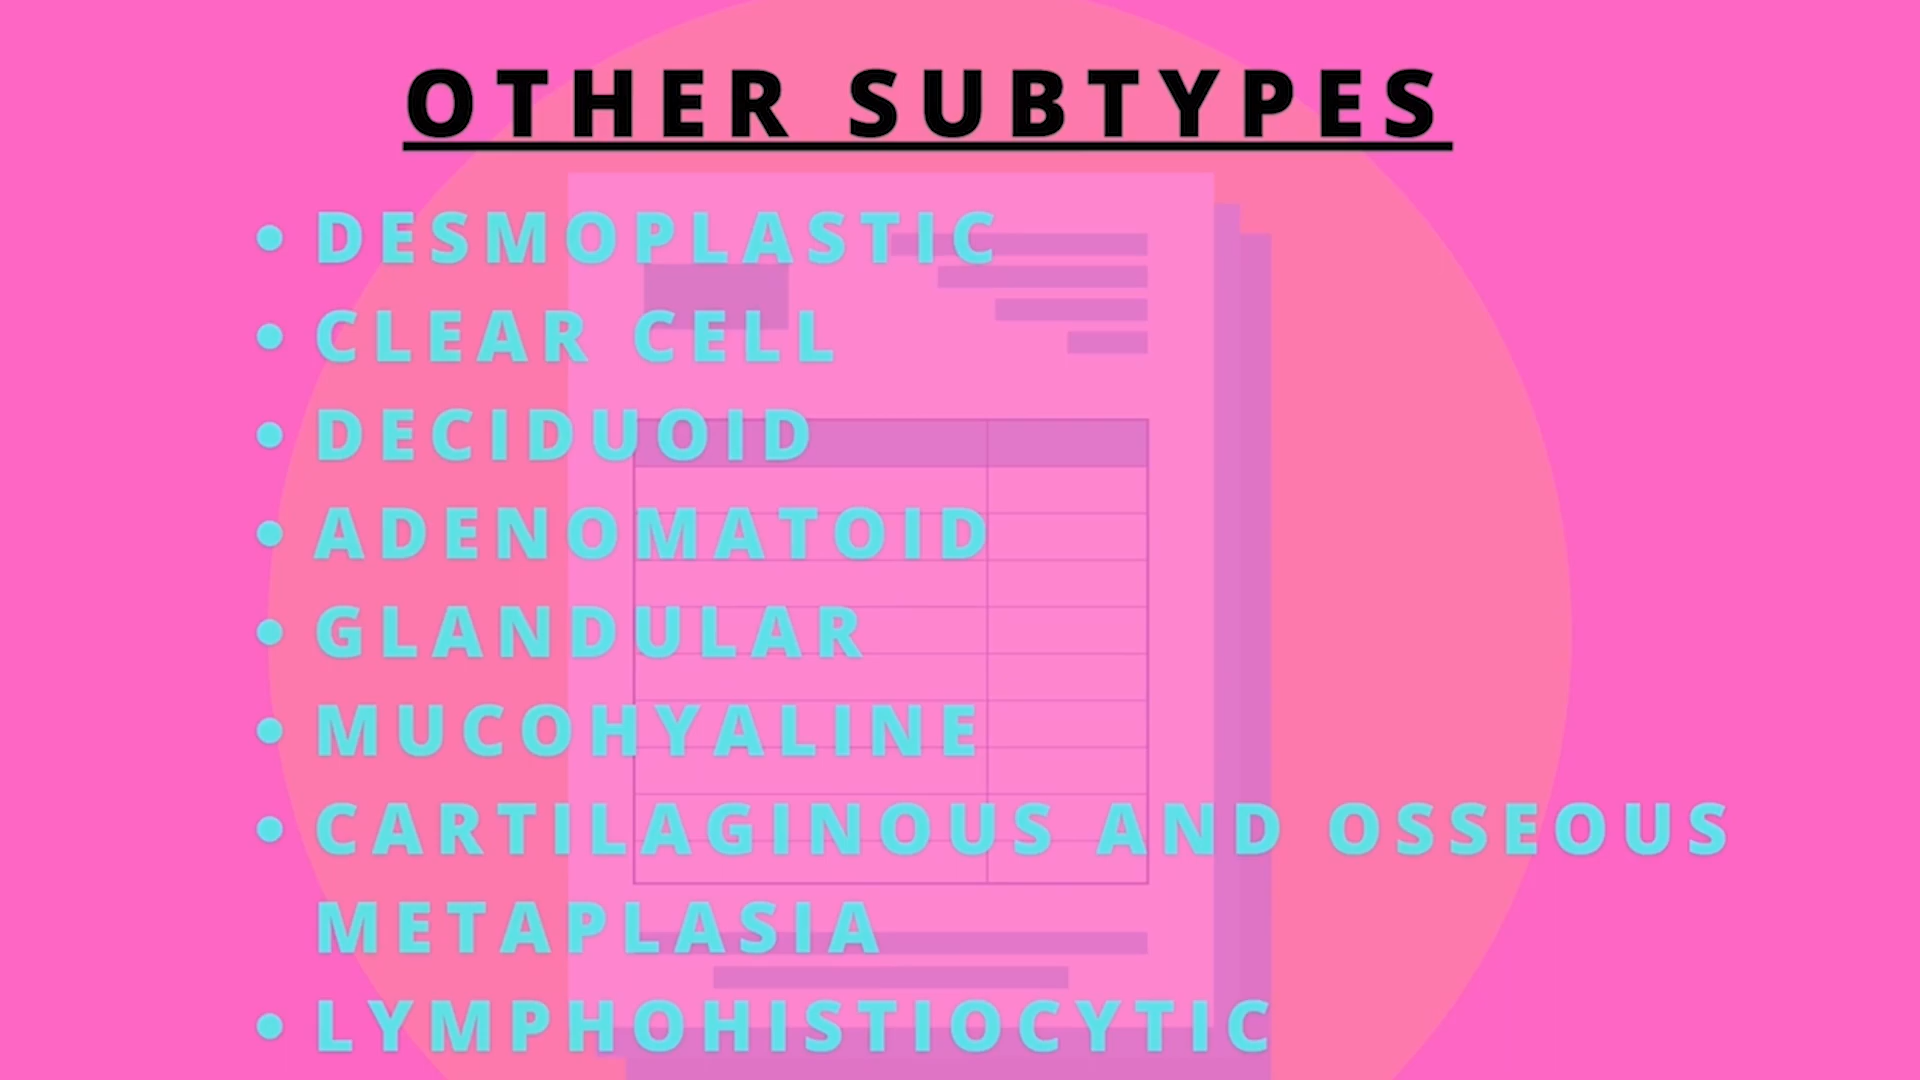 OTHER SUBTYPES
• DESMOPLASTIC
• CLEAR CELL
• DECIDUOID
• ADENOMATOID
• GLANDULAR
• MUCOHYALINE
• CARTILAGINOUS AND OSSEOUS
METAPLASIA
• LYMPHOHISTIOCYTIC